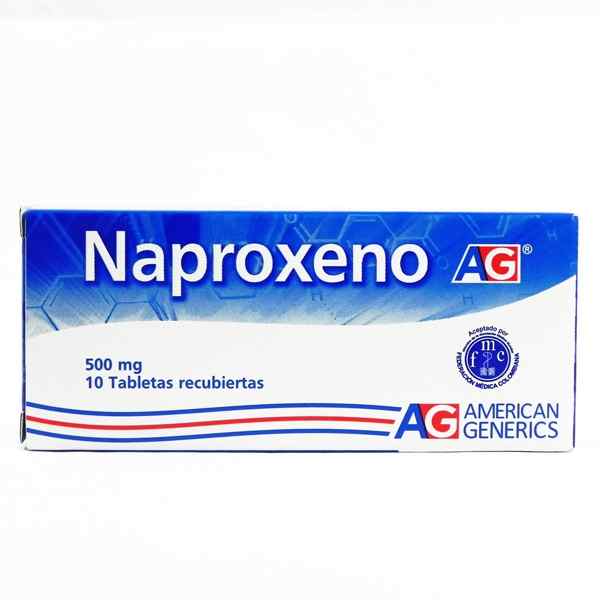 Naproxeno AG®
500 mg
10 Tabletas recubiertas
Aceptado por
f m c
FEDERACIÓN MÉDICA COLOMBIANA
AG AMERICAN
GENERICS